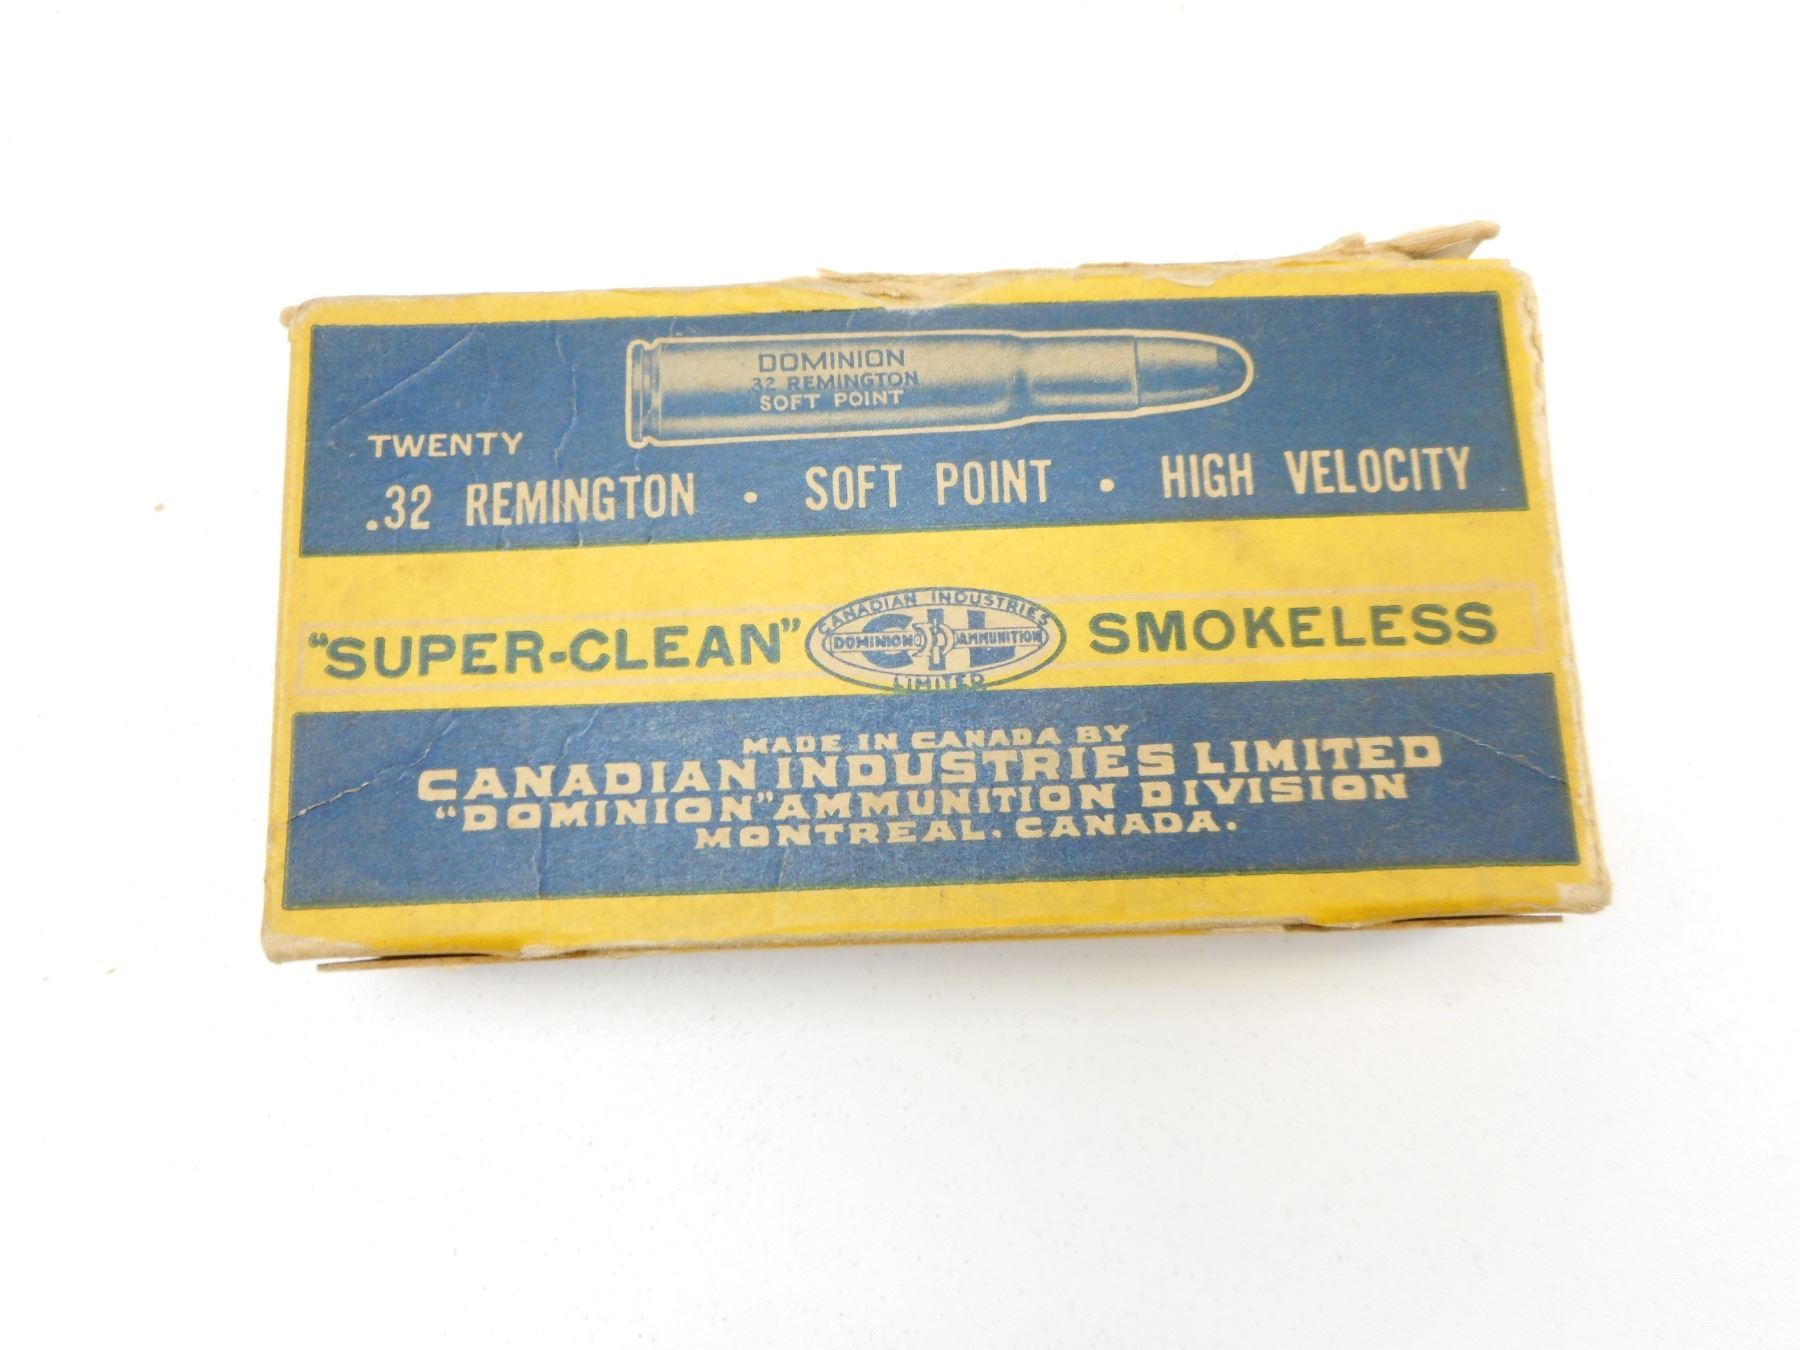 DOMINION
32 REMINGTON
SOFT POINT
TWENTY
.32 REMINGTON • SOFT POINT • HIGH VELOCITY
"SUPER-CLEAN"
CANADIAN INDUSTRIES
CIL
DOMINION AMMUNITION
LIMITED
SMOKELESS
MADE IN CANADA BY
CANADIAN INDUSTRIES LIMITED
"DOMINION" AMMUNITION DIVISION
MONTREAL. CANADA.